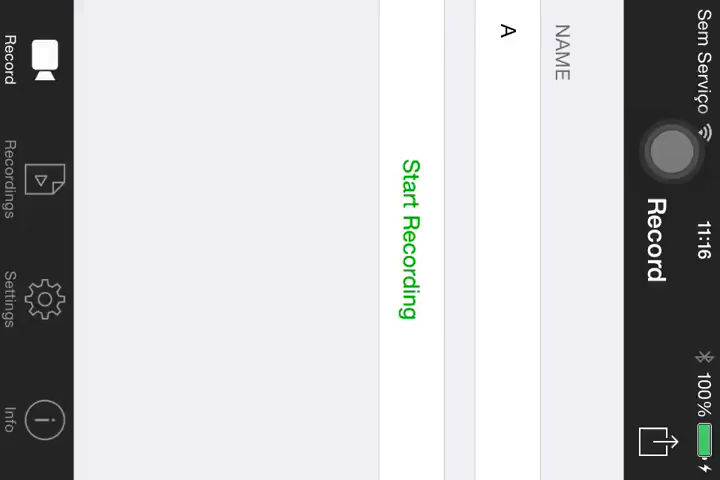 Sem Serviço 11:16 100%
Record
NAME
A
Start Recording
Record Recordings Settings Info